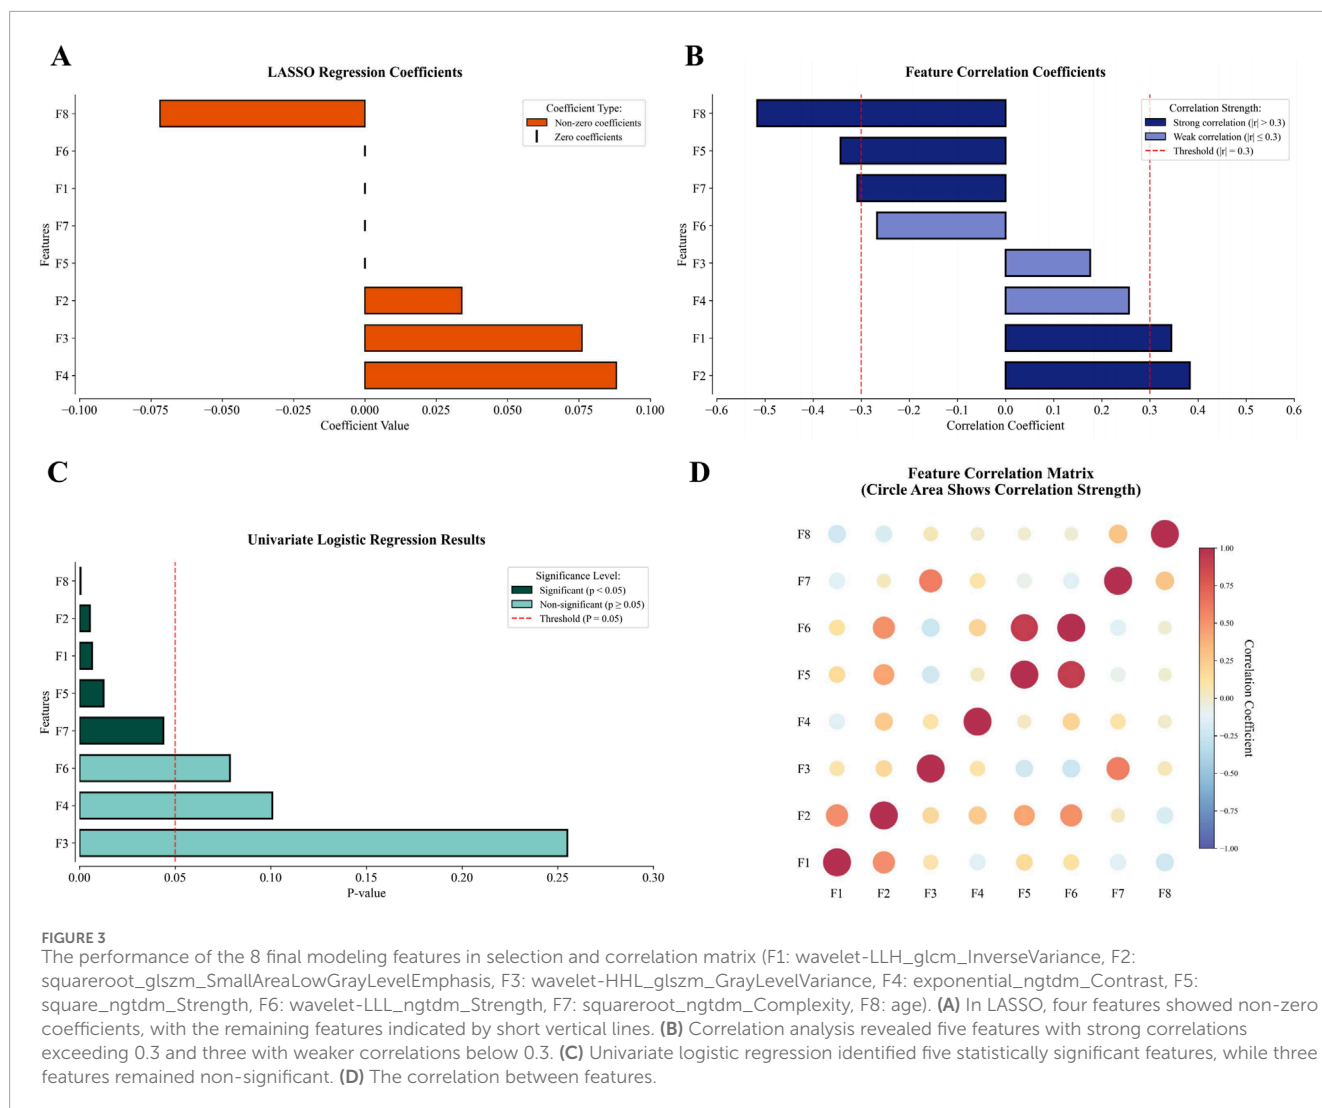 A
LASSO Regression Coefficients
Features
F8
F6
F1
F7
F5
F2
F3
F4
Coefficient Type:
Non-zero coefficients
Zero coefficients
−0.100 −0.075 −0.050 −0.025 0.000 0.025 0.050 0.075 0.100
Coefficient Value
B
Feature Correlation Coefficients
Features
F8
F5
F7
F6
F3
F4
F1
F2
Correlation Strength:
Strong correlation (|r| > 0.3)
Weak correlation (|r| ≤ 0.3)
Threshold (|r| = 0.3)
−0.6 −0.5 −0.4 −0.3 −0.2 −0.1 0.0 0.1 0.2 0.3 0.4 0.5 0.6
Correlation Coefficient
C
Univariate Logistic Regression Results
Features
F8
F2
F1
F5
F7
F6
F4
F3
Significance Level:
Significant (p < 0.05)
Non-significant (p ≥ 0.05)
Threshold (P = 0.05)
0.00 0.05 0.10 0.15 0.20 0.25 0.30
P-value
D
Feature Correlation Matrix
(Circle Area Shows Correlation Strength)
F8
F7
F6
F5
F4
F3
F2
F1
F1 F2 F3 F4 F5 F6 F7 F8
1.00
0.75
0.50
0.25
0.00
−0.25
−0.50
−0.75
−1.00
Correlation Coefficient
FIGURE 3
The performance of the 8 final modeling features in selection and correlation matrix (F1: wavelet-LLH_glcm_InverseVariance, F2:
squareroot_glszm_SmallAreaLowGrayLevelEmphasis, F3: wavelet-HHL_glszm_GrayLevelVariance, F4: exponential_ngtdm_Contrast, F5:
square_ngtdm_Strength, F6: wavelet-LLL_ngtdm_Strength, F7: squareroot_ngtdm_Complexity, F8: age). (A) In LASSO, four features showed non-zero
coefficients, with the remaining features indicated by short vertical lines. (B) Correlation analysis revealed five features with strong correlations
exceeding 0.3 and three with weaker correlations below 0.3. (C) Univariate logistic regression identified five statistically significant features, while three
features remained non-significant. (D) The correlation between features.